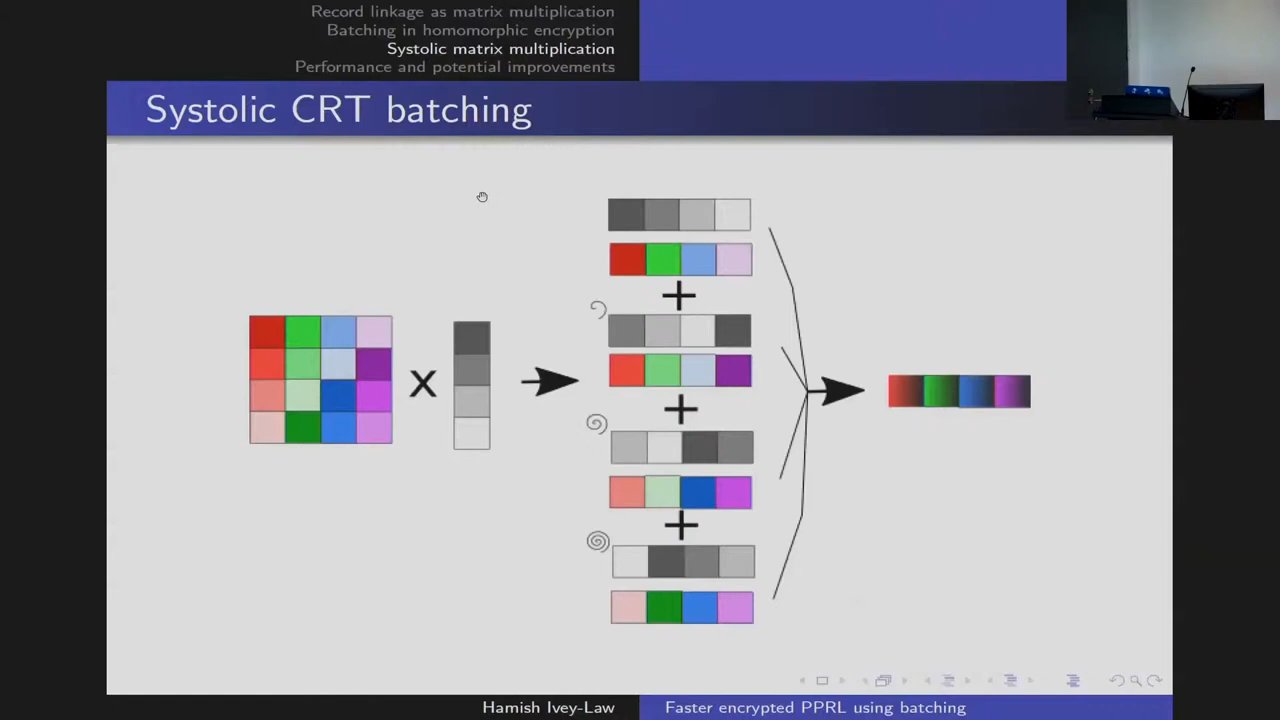 Record linkage as matrix multiplication
Batching in homomorphic encryption
Systolic matrix multiplication
Performance and potential improvements
Systolic CRT batching
x
+
+
+
Hamish Ivey-Law
Faster encrypted PPRL using batching